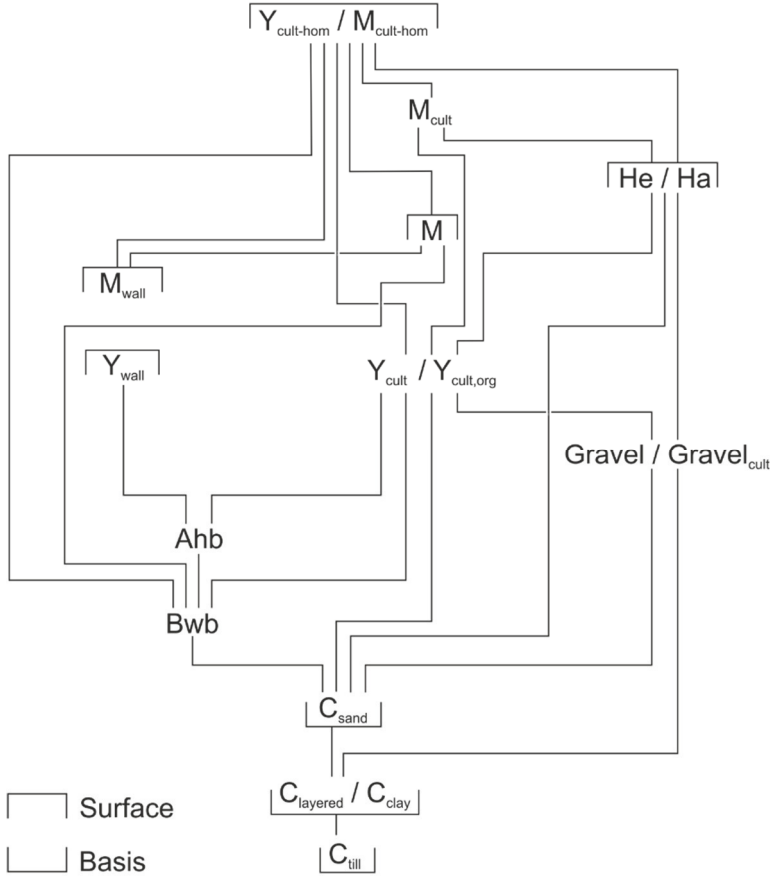 Ycult-hom / Mcult-hom
Mcult
He / Ha
M
Mwall
Ywall
Ycult / Ycult,org
Gravel / Gravelcult
Ahb
Bwb
Csand
Clayered / Cclay
Surface
Basis
Ctill